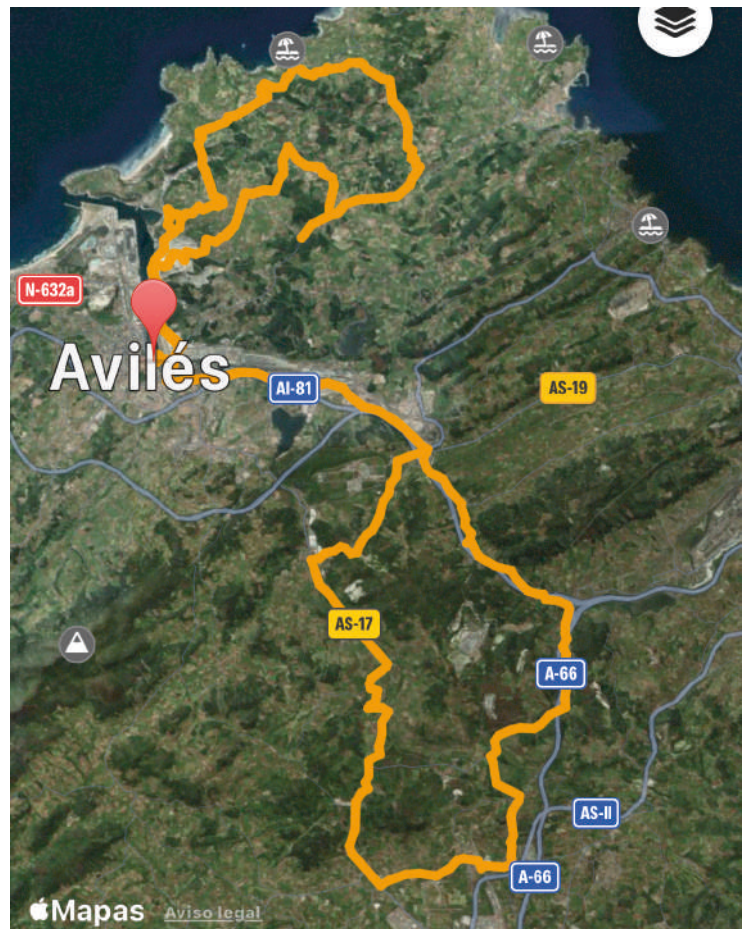 N-632a
Avilés
AI-81
AS-19
AS-17
A-66
AS-II
A-66
Mapas Aviso legal